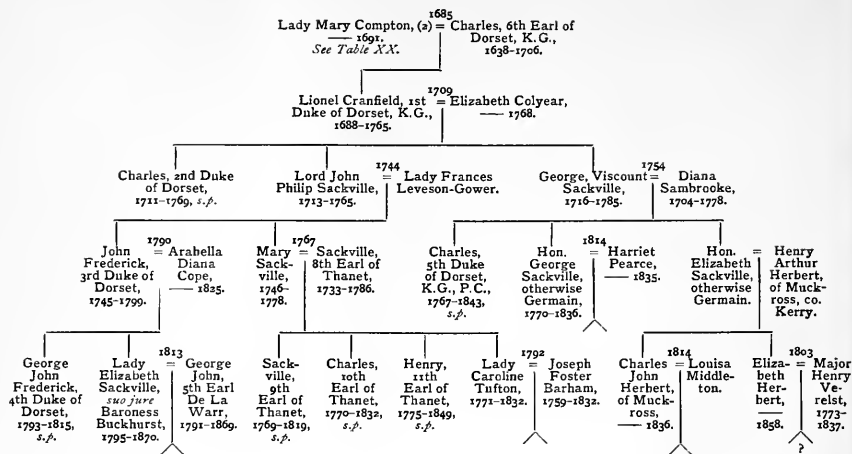 1685
Lady Mary Compton, (2) = Charles, 6th Earl of
—— 1691. Dorset, K.G.,
See Table XX. 1638-1706.
1709
Lionel Cranfield, 1st = Elizabeth Colyear,
Duke of Dorset, K.G., —— 1768.
1688-1765.
Charles, 2nd Duke
of Dorset,
1711-1769, s.p.
1744
Lord John = Lady Frances
Philip Sackville, Leveson-Gower.
1713-1765.
1754
George, Viscount = Diana
Sackville, Sambrooke,
1716-1785. 1704-1778.
1790
John = Arabella
Frederick, Diana
3rd Duke of Cope,
Dorset, —— 1825.
1745-1799.
1767
Mary = Sackville,
Sack- 8th Earl of
ville, Thanet,
1746- 1733-1786.
1778.
Charles,
5th Duke
of Dorset,
K.G., P.C.,
1767-1843,
s.p.
1814
Hon. = Harriet
George Pearce,
Sackville, —— 1835.
otherwise
Germain,
1770-1836.
Hon. = Henry
Elizabeth Arthur
Sackville, Herbert,
otherwise of Muck-
Germain. ross, co.
Kerry.
George
John
Frederick,
4th Duke of
Dorset,
1793-1815,
s.p.
1813
Lady = George
Elizabeth John,
Sackville, 5th Earl
suo jure De La
Baroness Warr,
Buckhurst, 1791-1869.
1795-1870.
Sack-
ville,
9th
Earl of
Thanet,
1769-1819,
s.p.
Charles,
10th
Earl of
Thanet,
1770-1832,
s.p.
Henry,
11th
Earl of
Thanet,
1775-1849,
s.p.
1792
Lady = Joseph
Caroline Foster
Tufton, Barham,
1771-1832. 1759-1832.
1814
Charles = Louisa
John Middle-
Herbert, ton.
of Muck-
ross,
—— 1836.
1803
Eliza- = Major
beth Henry
Her- Ve-
bert, relst,
—— 1773-
1858. 1837.
?